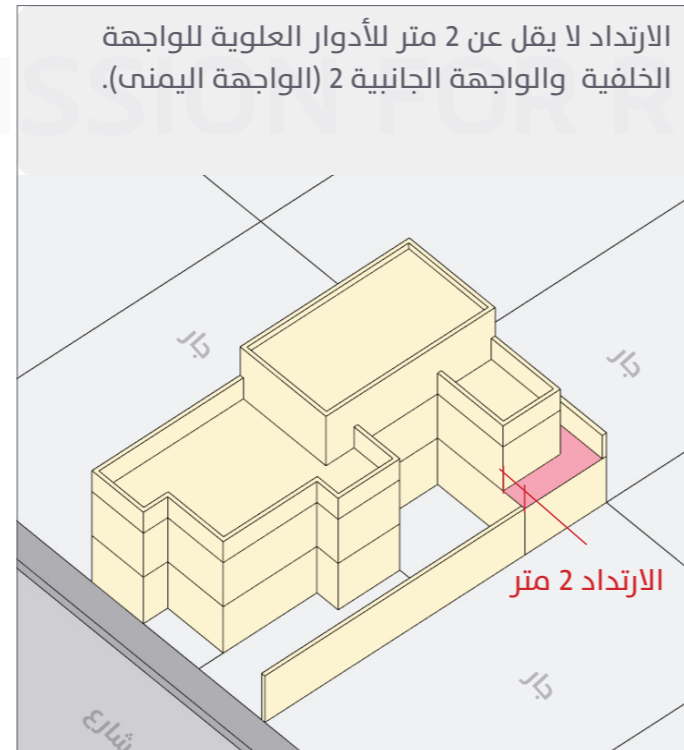 الارتداد لا يقل عن 2 متر للأدوار العلوية للواجهة
الخلفية والواجهة الجانبية 2 (الواجهة اليمنى).
جار
جار
الارتداد 2 متر
جار
شارع